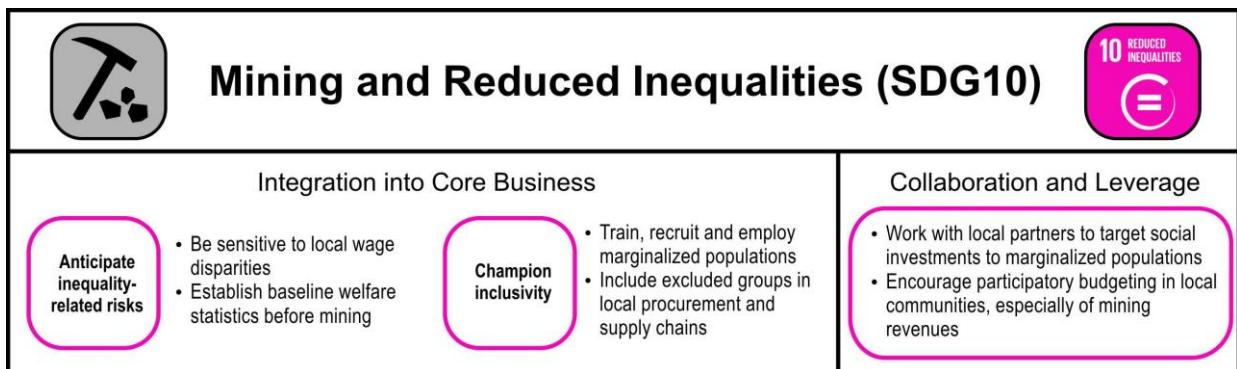 Mining and Reduced Inequalities (SDG10)
10 REDUCED
INEQUALITIES
Integration into Core Business
Anticipate
inequality-
related risks
• Be sensitive to local wage
disparities
• Establish baseline welfare
statistics before mining
Champion
inclusivity
• Train, recruit and employ
marginalized populations
• Include excluded groups in
local procurement and
supply chains
Collaboration and Leverage
• Work with local partners to target social
investments to marginalized populations
• Encourage participatory budgeting in local
communities, especially of mining
revenues